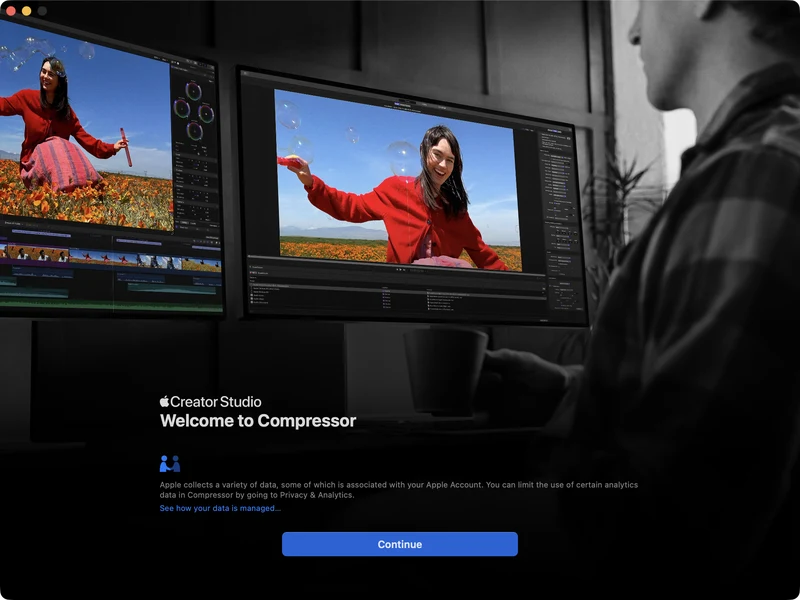 Creator Studio
Welcome to Compressor
Apple collects a variety of data, some of which is associated with your Apple Account. You can limit the use of certain analytics
data in Compressor by going to Privacy & Analytics.
See how your data is managed...
Continue